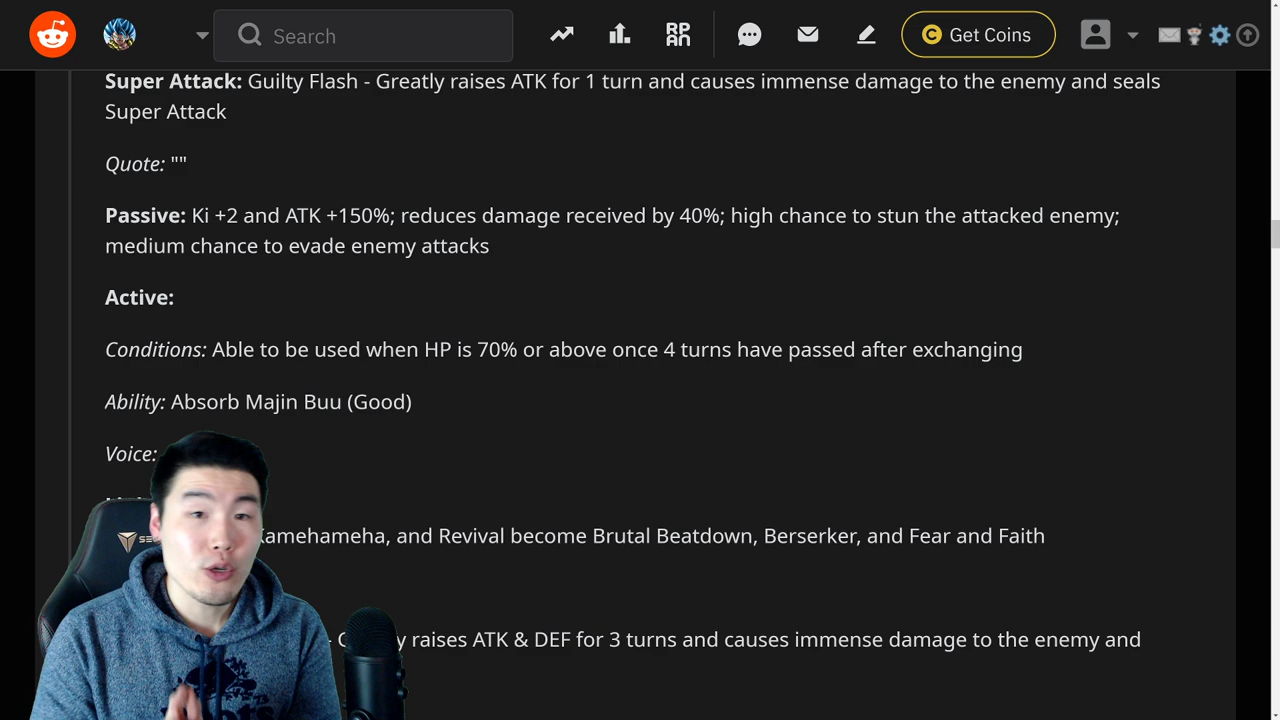 Search
RPAN
Get Coins
Super Attack: Guilty Flash - Greatly raises ATK for 1 turn and causes immense damage to the enemy and seals
Super Attack
Quote: ""
Passive: Ki +2 and ATK +150%; reduces damage received by 40%; high chance to stun the attacked enemy;
medium chance to evade enemy attacks
Active:
Conditions: Able to be used when HP is 70% or above once 4 turns have passed after exchanging
Ability: Absorb Majin Buu (Good)
Voice:
Kamehameha, and Revival become Brutal Beatdown, Berserker, and Fear and Faith
raises ATK & DEF for 3 turns and causes immense damage to the enemy and